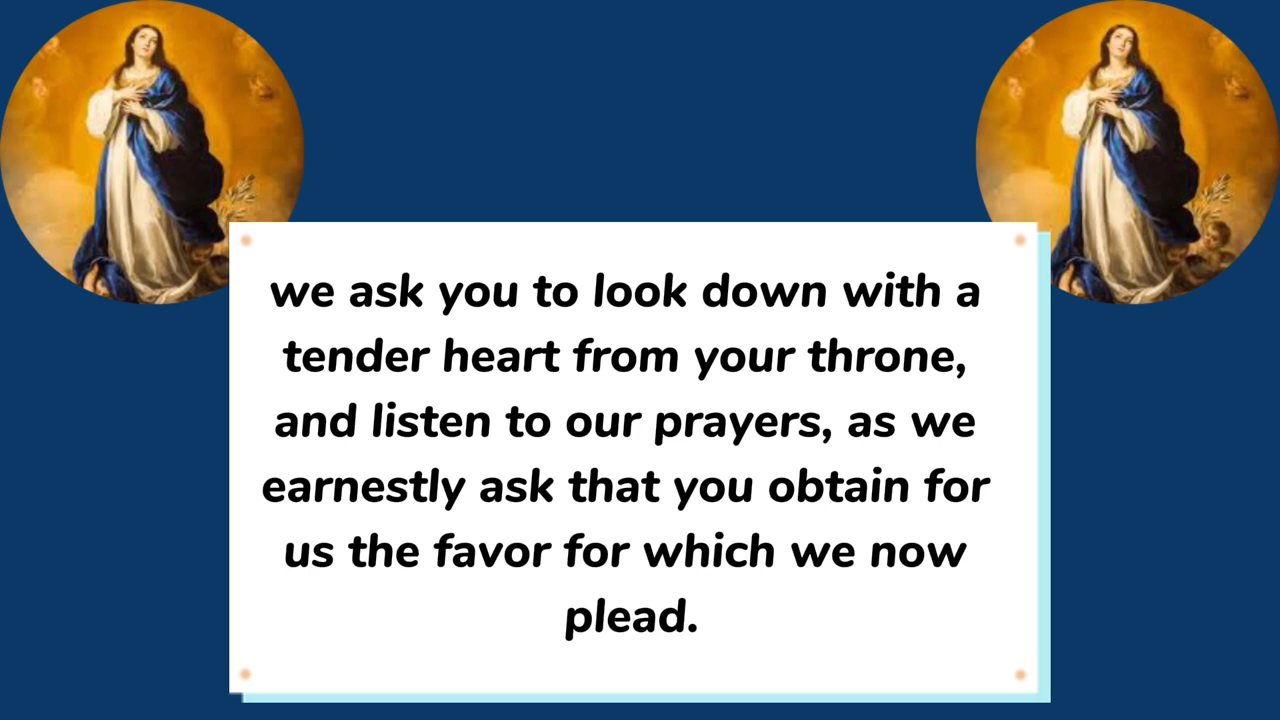 we ask you to look down with a
tender heart from your throne,
and listen to our prayers, as we
earnestly ask that you obtain for
us the favor for which we now
plead.